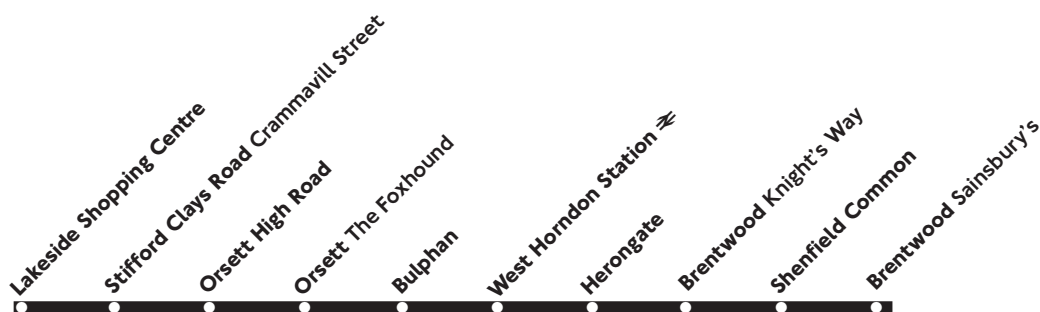 Lakeside Shopping Centre
Stifford Clays Road Crammavill Street
Orsett High Road
Orsett The Foxhound
Bulphan
West Horndon Station
Herongate
Brentwood Knight's Way
Shenfield Common
Brentwood Sainsbury's